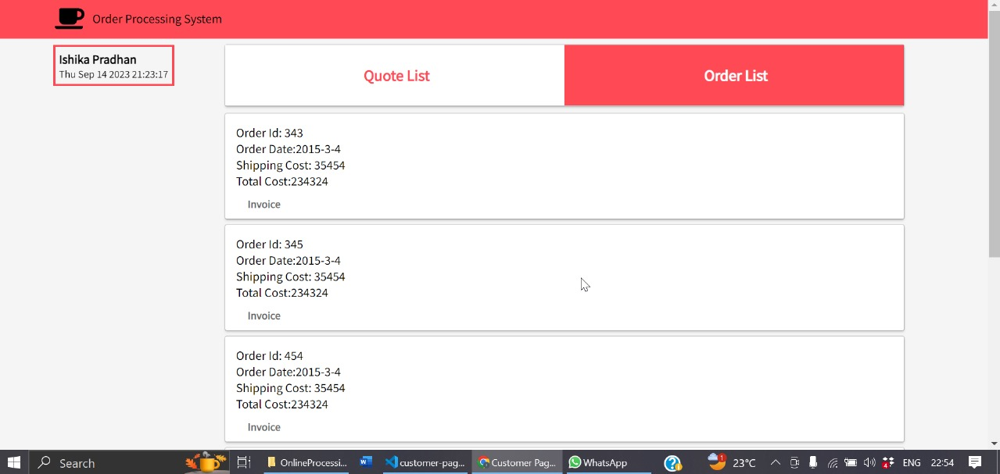 Order Processing System
Ishika Pradhan
Thu Sep 14 2023 21:23:17
Quote List
Order List
Order Id: 343
Order Date:2015-3-4
Shipping Cost: 35454
Total Cost:234324
Invoice
Order Id: 345
Order Date:2015-3-4
Shipping Cost: 35454
Total Cost:234324
Invoice
Order Id: 454
Order Date:2015-3-4
Shipping Cost: 35454
Total Cost:234324
Invoice
Search
OnlineProcessi...
customer-pag...
Customer Pag...
WhatsApp
1
23°C
4
ENG
22:54